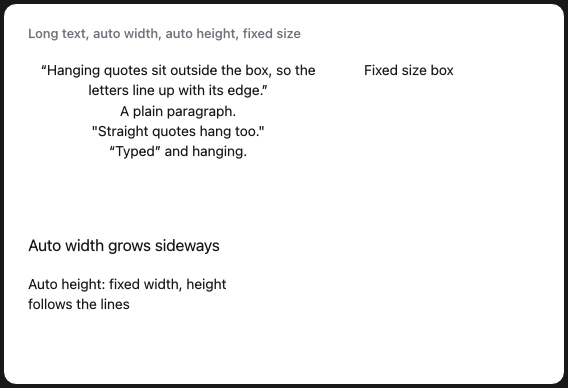 Long text, auto width, auto height, fixed size
“Hanging quotes sit outside the box, so the
letters line up with its edge.”
A plain paragraph.
"Straight quotes hang too."
“Typed” and hanging.
Fixed size box
Auto width grows sideways
Auto height: fixed width, height
follows the lines